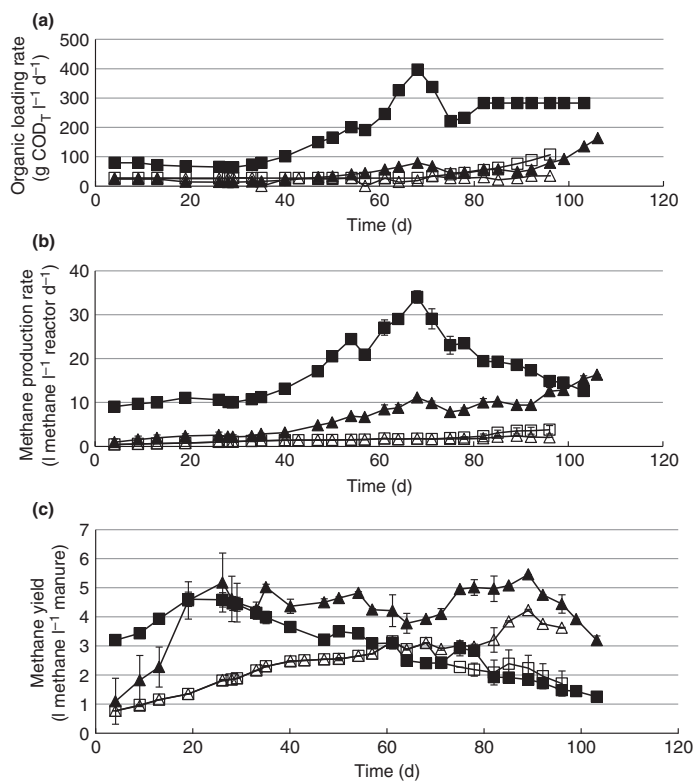 (a)
500
400
300
200
100
0
0 20 40 60 80 100 120
Time (d)
Organic loading rate
(g COD_T l⁻¹ d⁻¹)
(b)
40
30
20
10
0
0 20 40 60 80 100 120
Time (d)
Methane production rate
(l methane l⁻¹ reactor d⁻¹)
(c)
7
6
5
4
3
2
1
0
0 20 40 60 80 100 120
Time (d)
Methane yield
(l methane l⁻¹ manure)